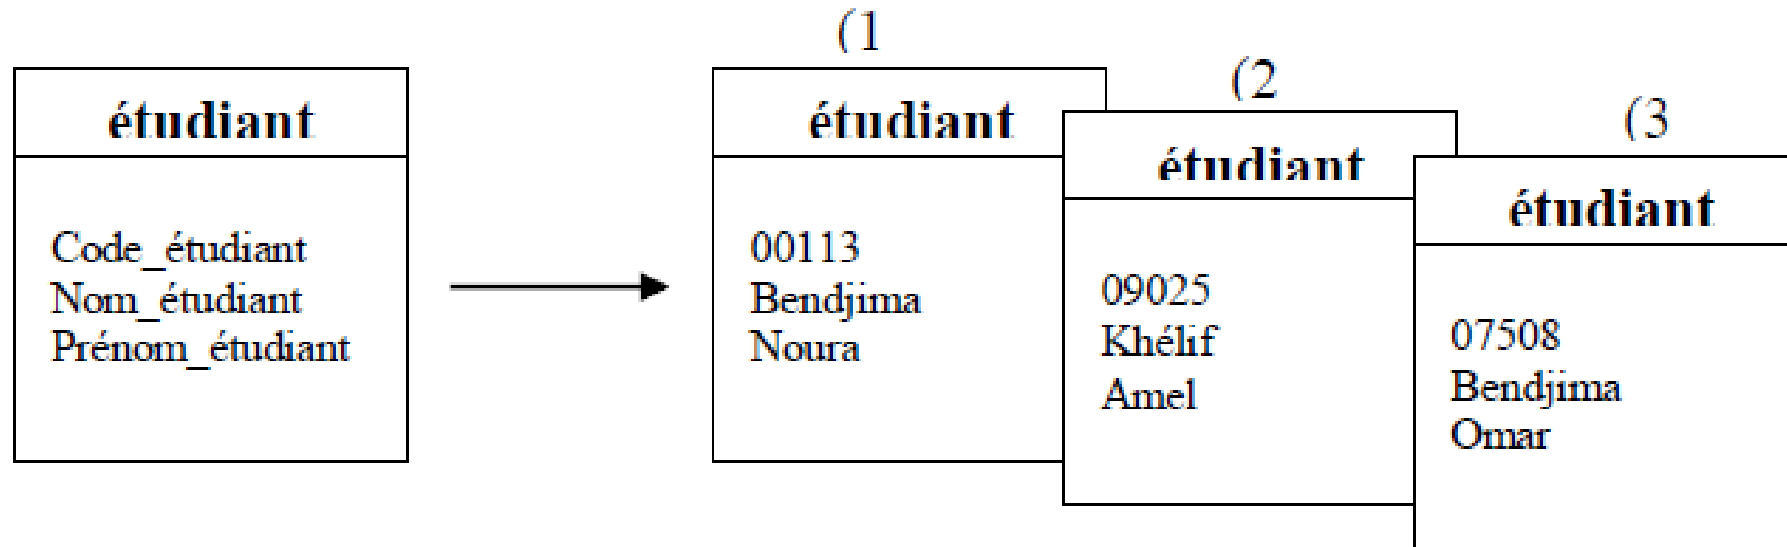 étudiant
Code_étudiant
Nom_étudiant
Prénom_étudiant
(1
étudiant
00113
Bendjima
Noura
(2
étudiant
09025
Khélif
Amel
(3
étudiant
07508
Bendjima
Omar